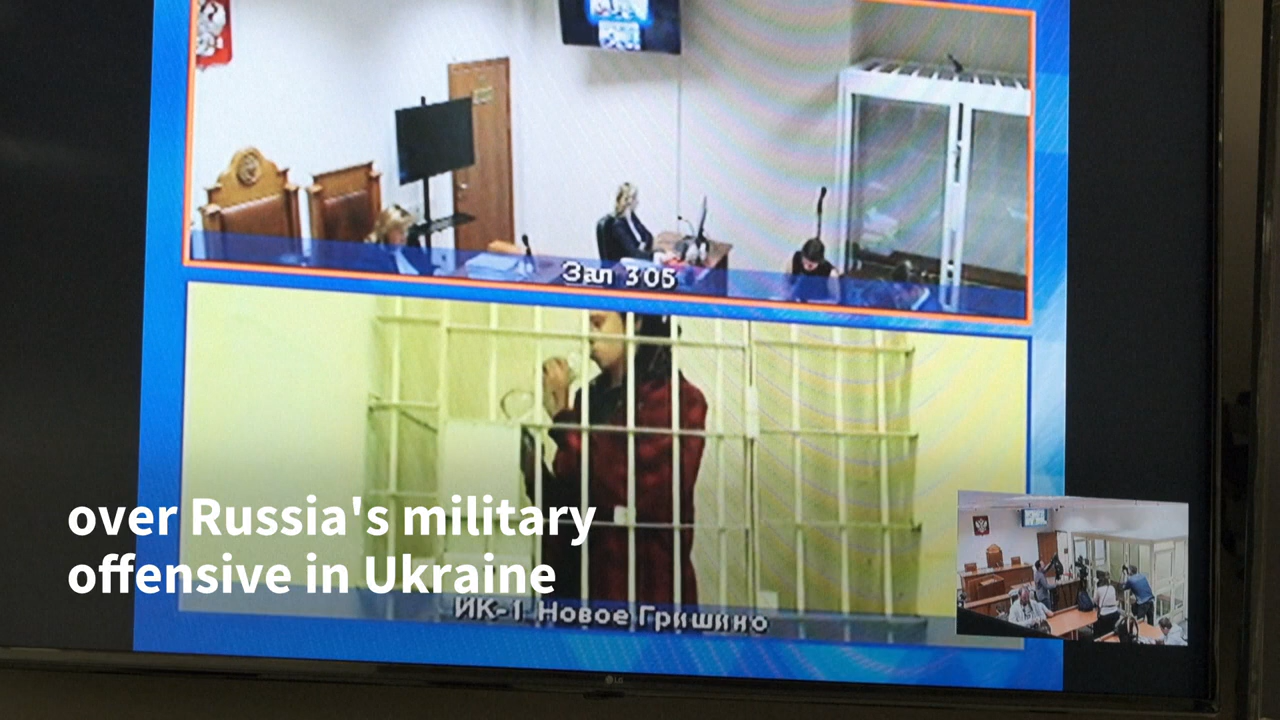 Зал 305
over Russia's military
offensive in Ukraine
ИК-1 Новое Гришино
LG